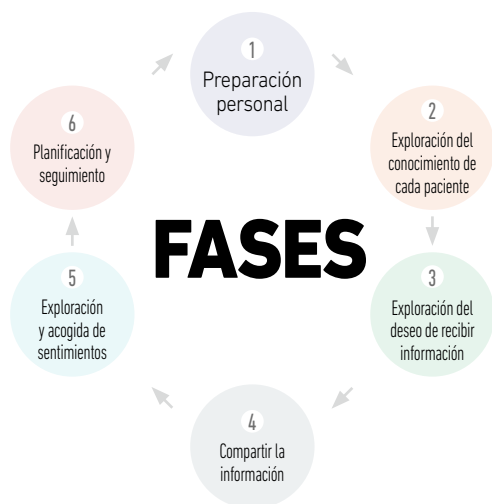 1
Preparación
personal
2
Exploración del
conocimiento de
cada paciente
3
Exploración del
deseo de recibir
información
4
Compartir la
información
5
Exploración
y acogida de
sentimientos
6
Planificación y
seguimiento
FASES